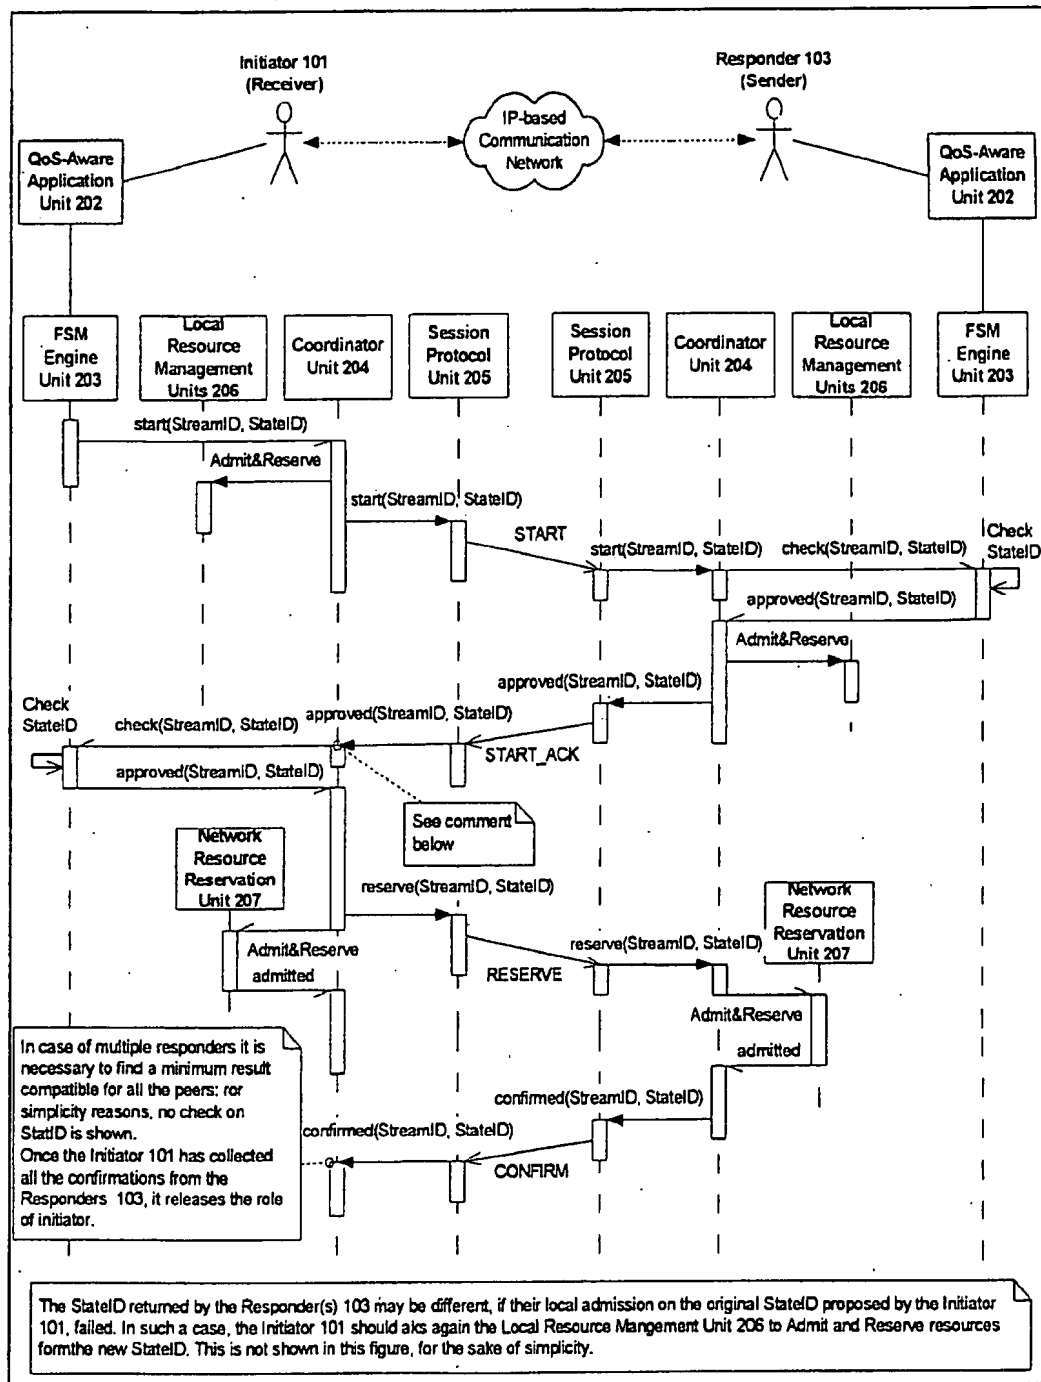 Initiator 101
(Receiver)
Responder 103
(Sender)
IP-based
Communication
Network
QoS-Aware
Application
Unit 202
QoS-Aware
Application
Unit 202
FSM
Engine
Unit 203
Local
Resource
Management
Units 206
Coordinator
Unit 204
Session
Protocol
Unit 205
Session
Protocol
Unit 205
Coordinator
Unit 204
Local
Resource
Management
Units 206
FSM
Engine
Unit 203
start(StreamID, StateID)
Admit&Reserve
start(StreamID, StateID)
START
start(StreamID, StateID)
check(StreamID, StateID)
Check
StateID
approved(StreamID, StateID)
Admit&Reserve
approved(StreamID, StateID)
START_ACK
approved(StreamID, StateID)
check(StreamID, StateID)
Check
StateID
approved(StreamID, StateID)
See comment
below
Network
Resource
Reservation
Unit 207
reserve(StreamID, StateID)
Admit&Reserve
admitted
RESERVE
reserve(StreamID, StateID)
Network
Resource
Reservation
Unit 207
Admit&Reserve
admitted
confirmed(StreamID, StateID)
CONFIRM
confirmed(StreamID, StateID)
In case of multiple responders it is
necessary to find a minimum result
compatible for all the peers: ror
simplicity reasons, no check on
StatID is shown.
Once the Initiator 101 has collected
all the confirmations from the
Responders 103, it releases the role
of initiator.
The StateID returned by the Responder(s) 103 may be different, if their local admission on the original StateID proposed by the Initiator
101, failed. In such a case, the Initiator 101 should aks again the Local Resource Mangement Unit 206 to Admit and Reserve resources
formthe new StateID. This is not shown in this figure, for the sake of simplicity.